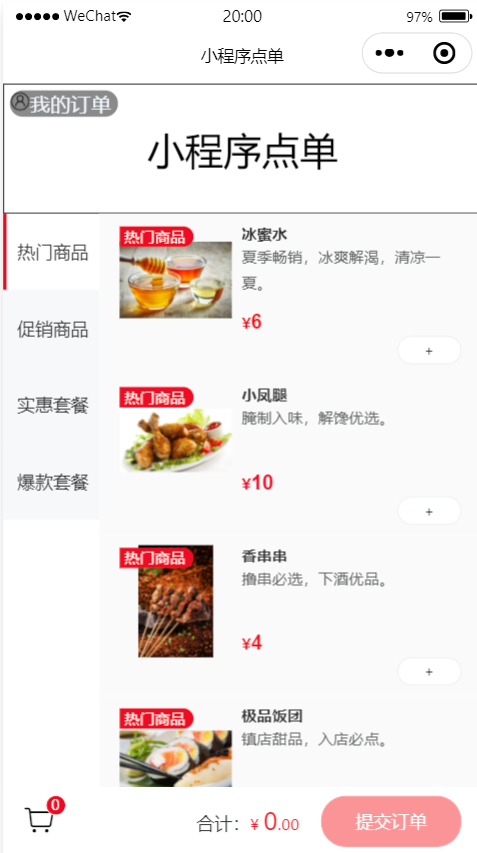 WeChat
20:00
97%
小程序点单
我的订单
小程序点单
热门商品
促销商品
实惠套餐
爆款套餐
热门商品
冰蜜水
夏季畅销，冰爽解渴，清凉一
夏。
¥6
+
热门商品
小凤腿
腌制入味，解馋优选。
¥10
+
热门商品
香串串
撸串必选，下酒优品。
¥4
+
热门商品
极品饭团
镇店甜品，入店必点。
0
合计：¥ 0.00
提交订单